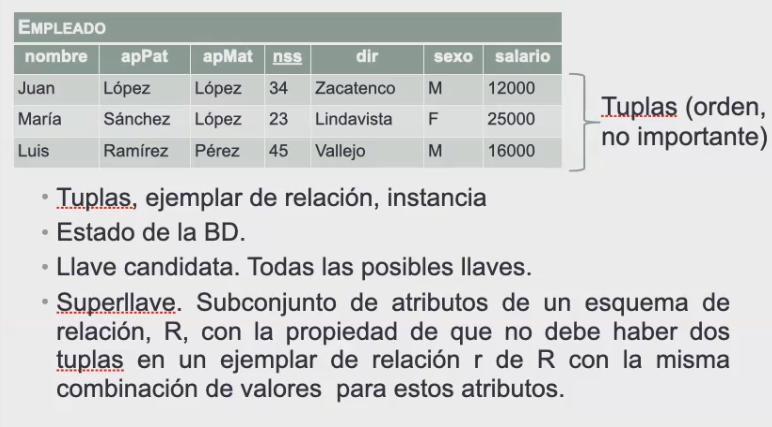 EMPLEADO
nombre apPat apMat nss dir sexo salario
Juan López López 34 Zacatenco M 12000
María Sánchez López 23 Lindavista F 25000
Luis Ramírez Pérez 45 Vallejo M 16000
Tuplas (orden,
no importante)
• Tuplas, ejemplar de relación, instancia
• Estado de la BD.
• Llave candidata. Todas las posibles llaves.
• Superllave. Subconjunto de atributos de un esquema de
relación, R, con la propiedad de que no debe haber dos
tuplas en un ejemplar de relación r de R con la misma
combinación de valores para estos atributos.